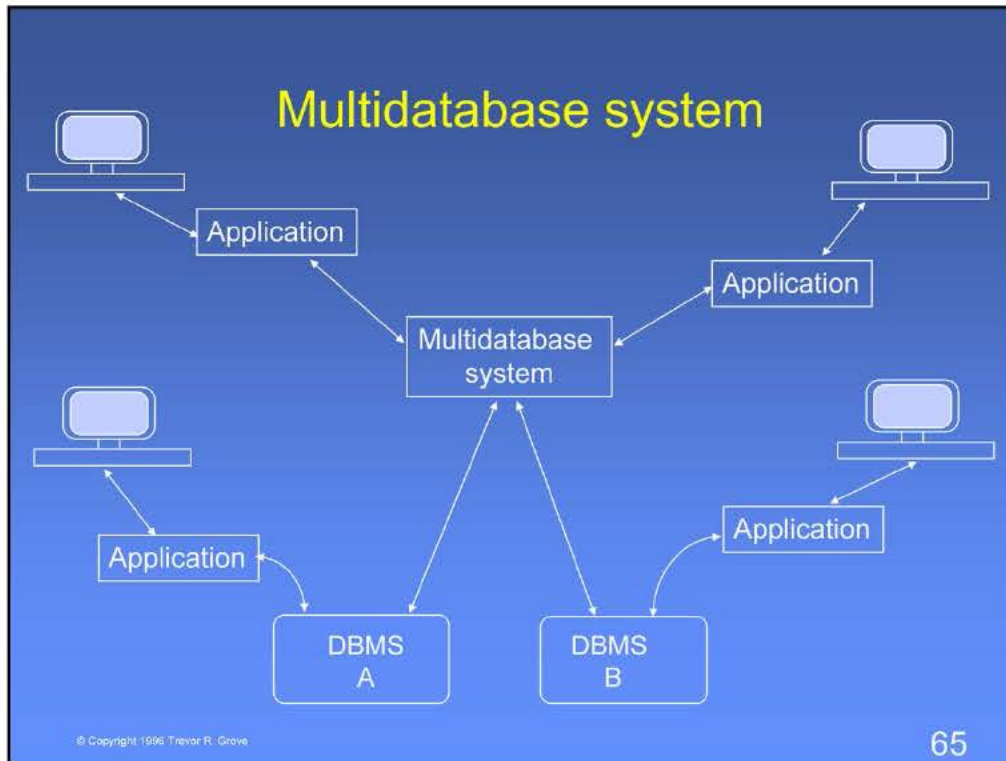 Multidatabase system
Application
Application
Multidatabase
system
Application
Application
DBMS
A
DBMS
B
© Copyright 1996 Trevor R. Grove
65